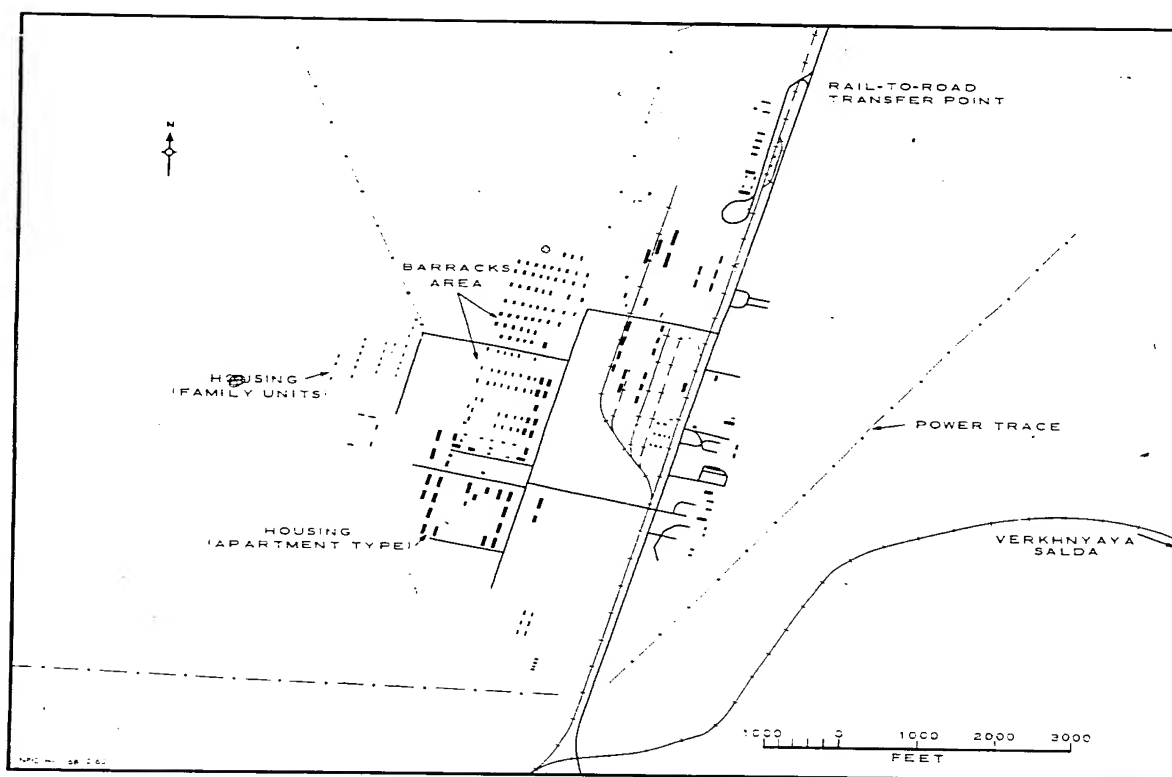 RAIL-TO-ROAD
TRANSFER POINT
N
BARRACKS
AREA
HOUSING
(FAMILY UNITS)
POWER TRACE
HOUSING
(APARTMENT TYPE)
VERKHNYAYA
SALDA
1000 0 1000 2000 3000
FEET